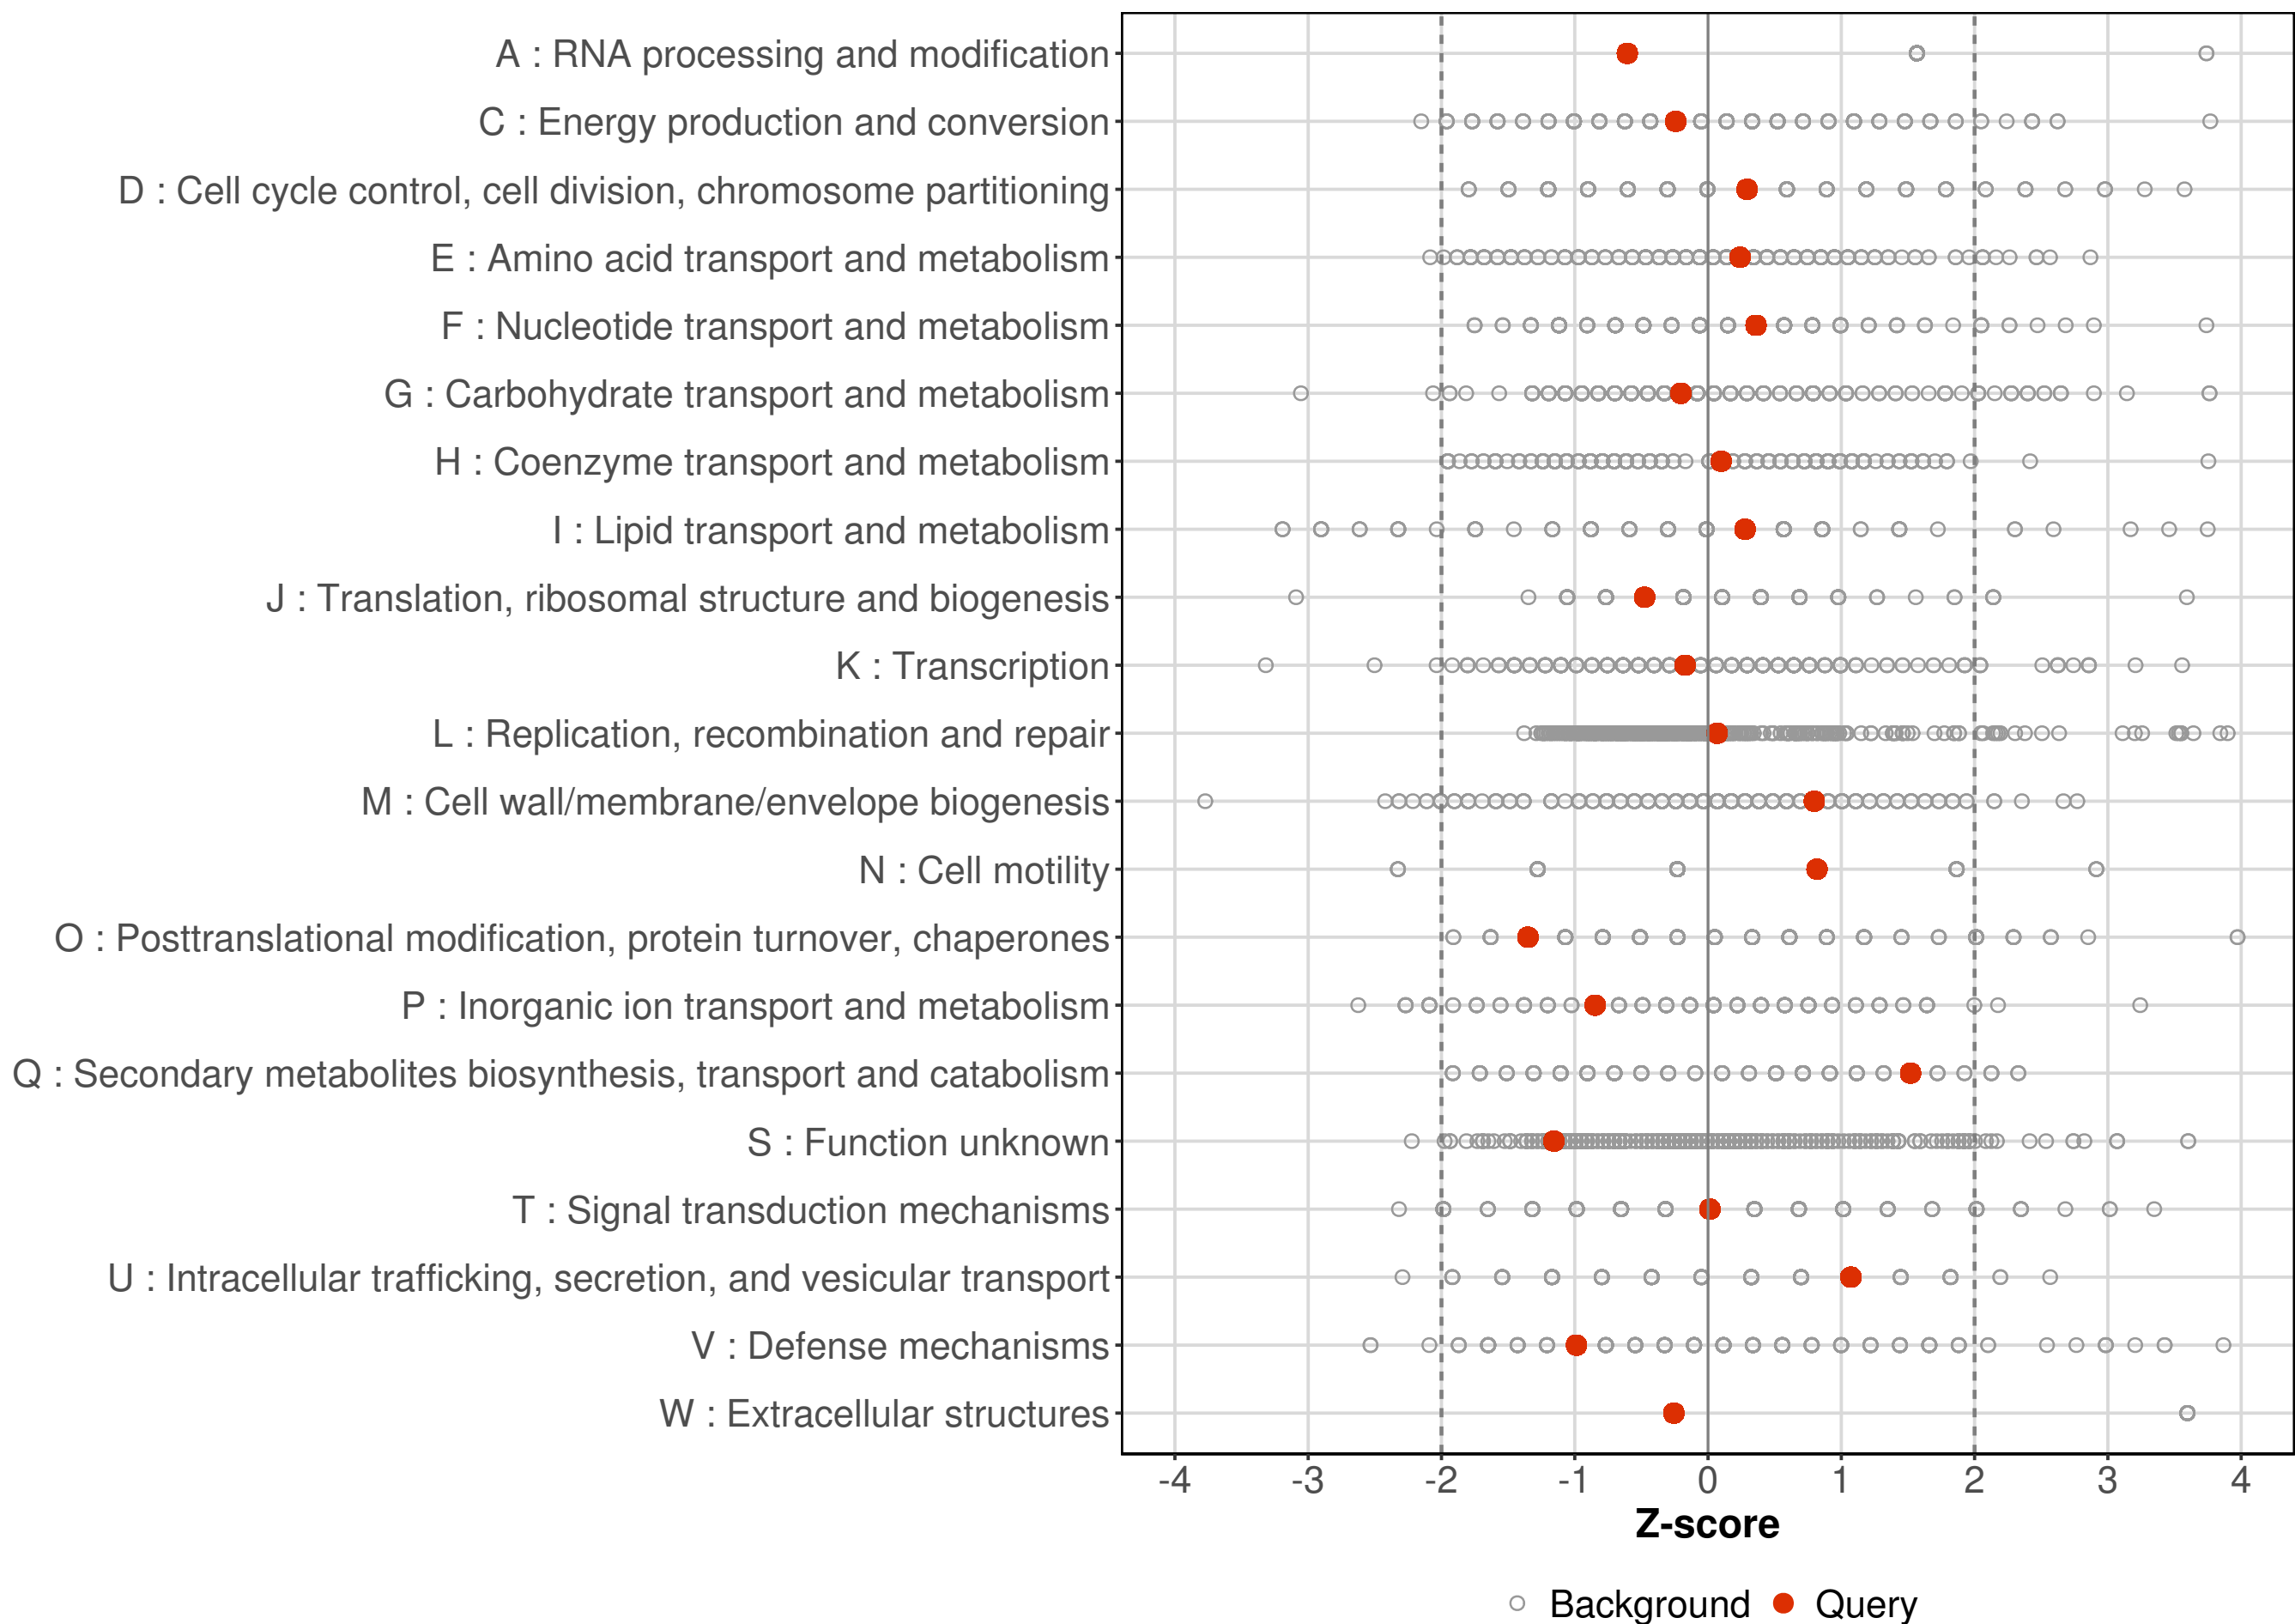 A : RNA processing and modification
C : Energy production and conversion
D : Cell cycle control, cell division, chromosome partitioning
E : Amino acid transport and metabolism
F : Nucleotide transport and metabolism
G : Carbohydrate transport and metabolism
H : Coenzyme transport and metabolism
I : Lipid transport and metabolism
J : Translation, ribosomal structure and biogenesis
K : Transcription
L : Replication, recombination and repair
M : Cell wall/membrane/envelope biogenesis
N : Cell motility
O : Posttranslational modification, protein turnover, chaperones
P : Inorganic ion transport and metabolism
Q : Secondary metabolites biosynthesis, transport and catabolism
S : Function unknown
T : Signal transduction mechanisms
U : Intracellular trafficking, secretion, and vesicular transport
V : Defense mechanisms
W : Extracellular structures
-4 -3 -2 -1 0 1 2 3 4
Z-score
Background Query